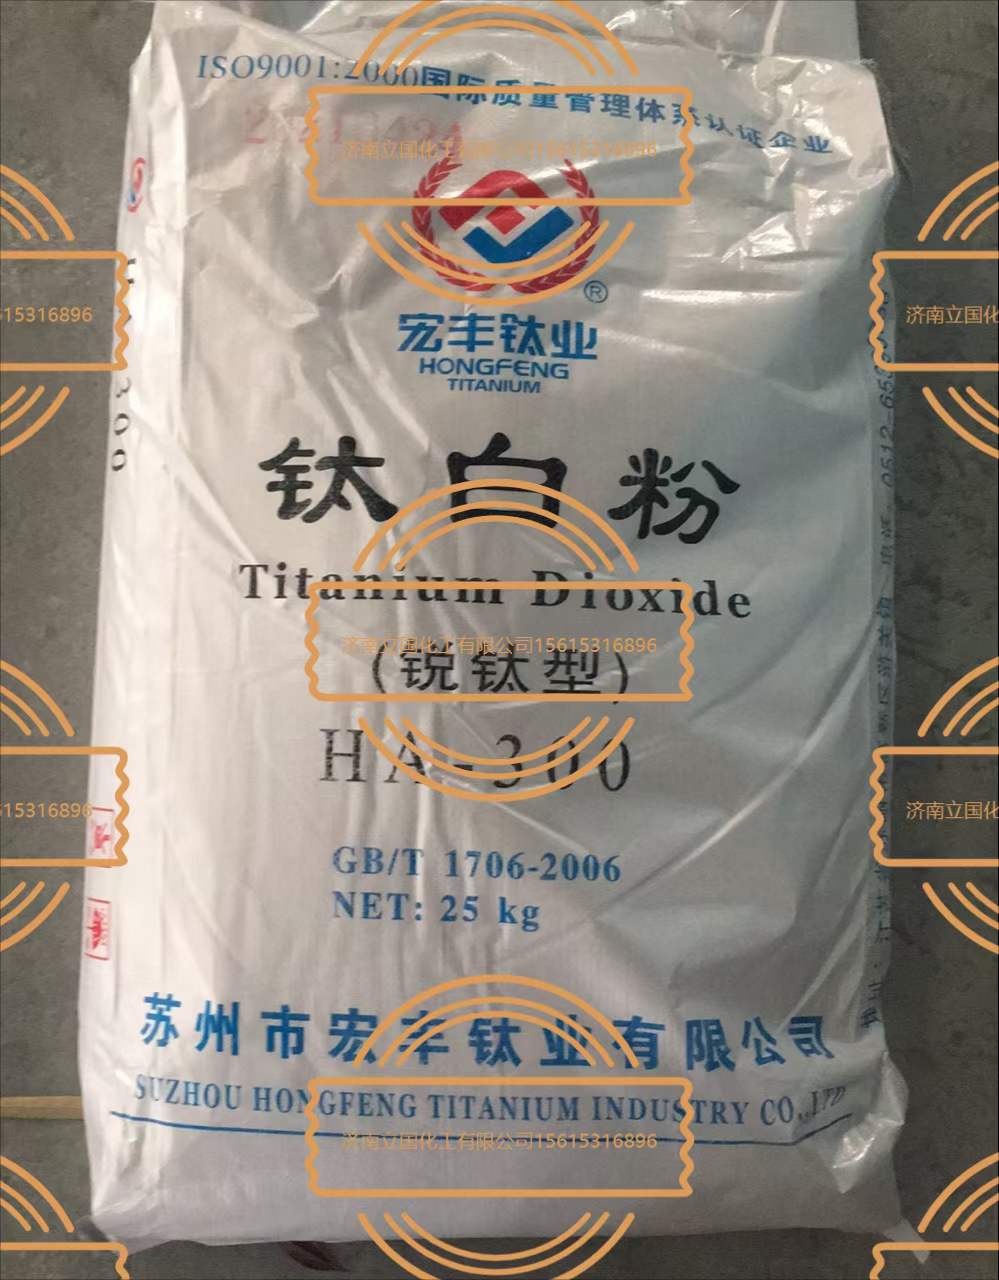 ISO9001:2000国际质量管理体系认证企业
济南立国化工有限公司15615316896
R
宏丰钛业
HONGFENG
TITANIUM
15316896
济南立国化
300
钛白粉
Titanium Dioxide
济南立国化工有限公司15615316896
(锐钛型)
HA-300
15316896
济南立国化
GB/T 1706-2006
NET: 25 kg
苏州市宏丰钛业有限公司
SUZHOU HONGFENG TITANIUM INDUSTRY CO.,LTD
济南立国化工有限公司15615316896